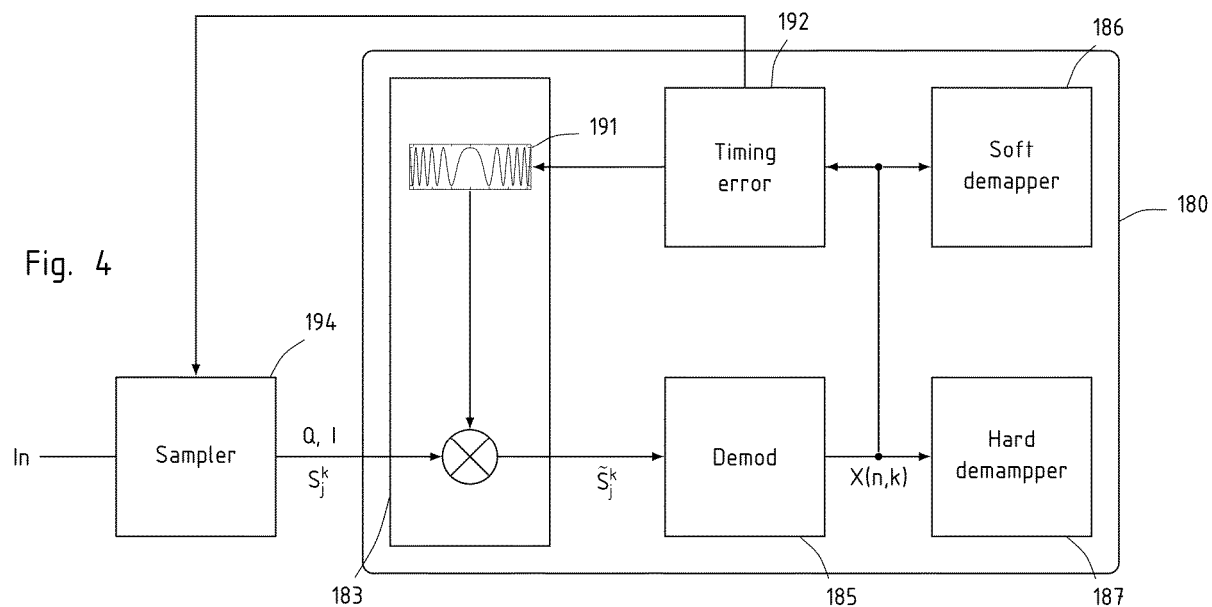 192
186
191
Timing
error
Soft
demapper
180
Fig. 4
194
In
Sampler
Q, I
S_j^k
S̃_j^k
Demod
X(n,k)
Hard
demampper
183
185
187